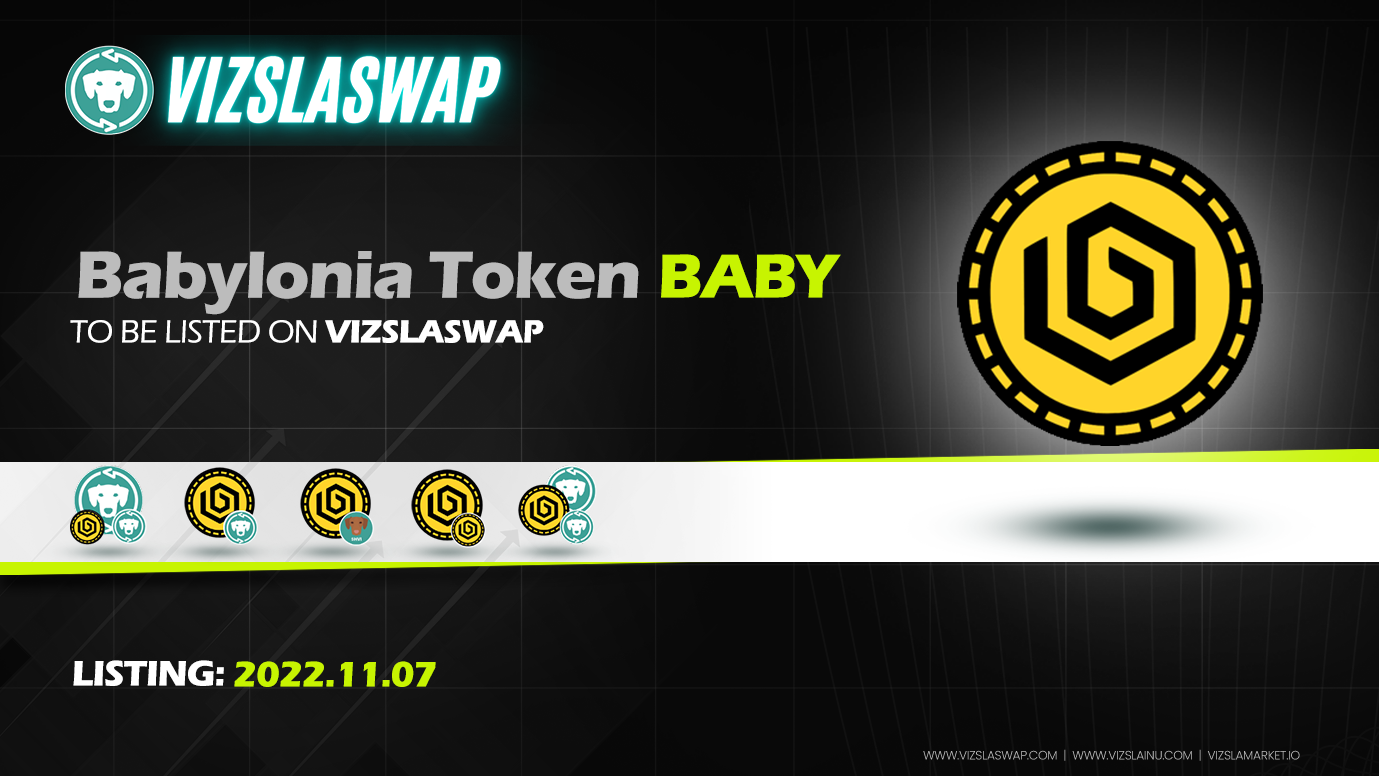 VIZSLASWAP
Babylonia Token BABY
TO BE LISTED ON VIZSLASWAP
SHVI
LISTING: 2022.11.07
WWW.VIZSLASWAP.COM | WWW.VIZSLAINU.COM | VIZSLAMARKET.IO